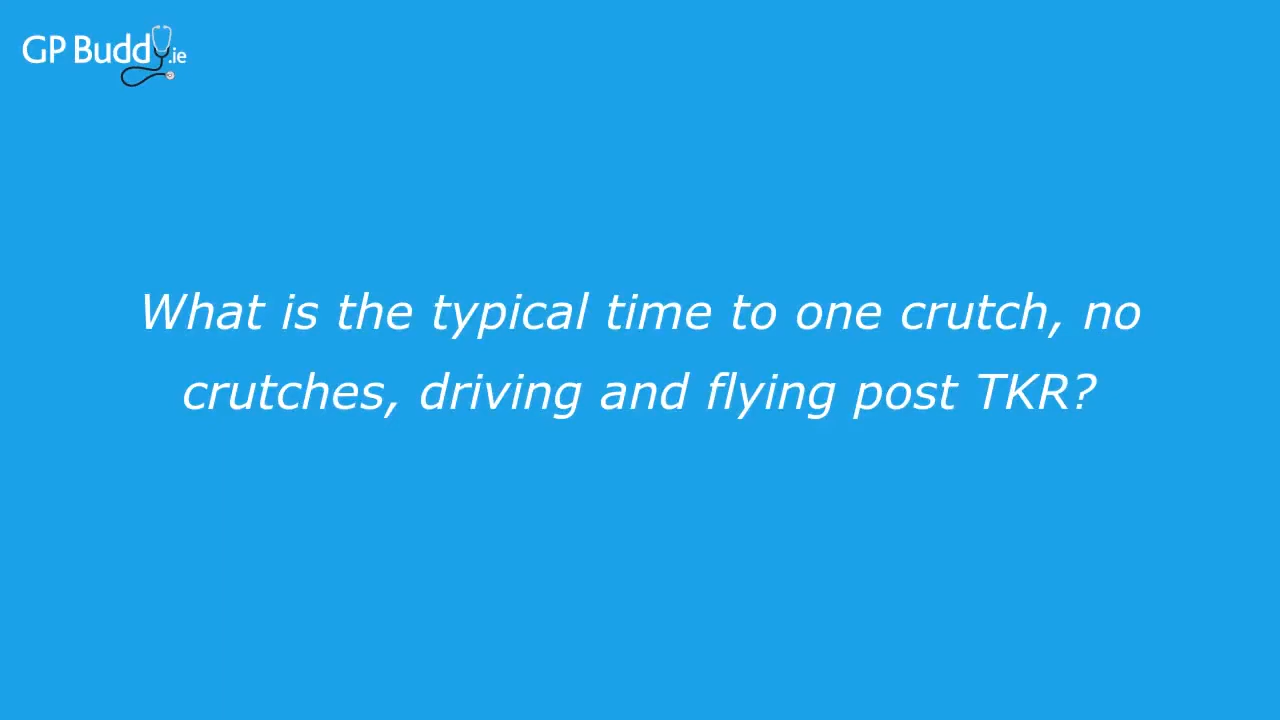 GP Buddy.ie
What is the typical time to one crutch, no
crutches, driving and flying post TKR?